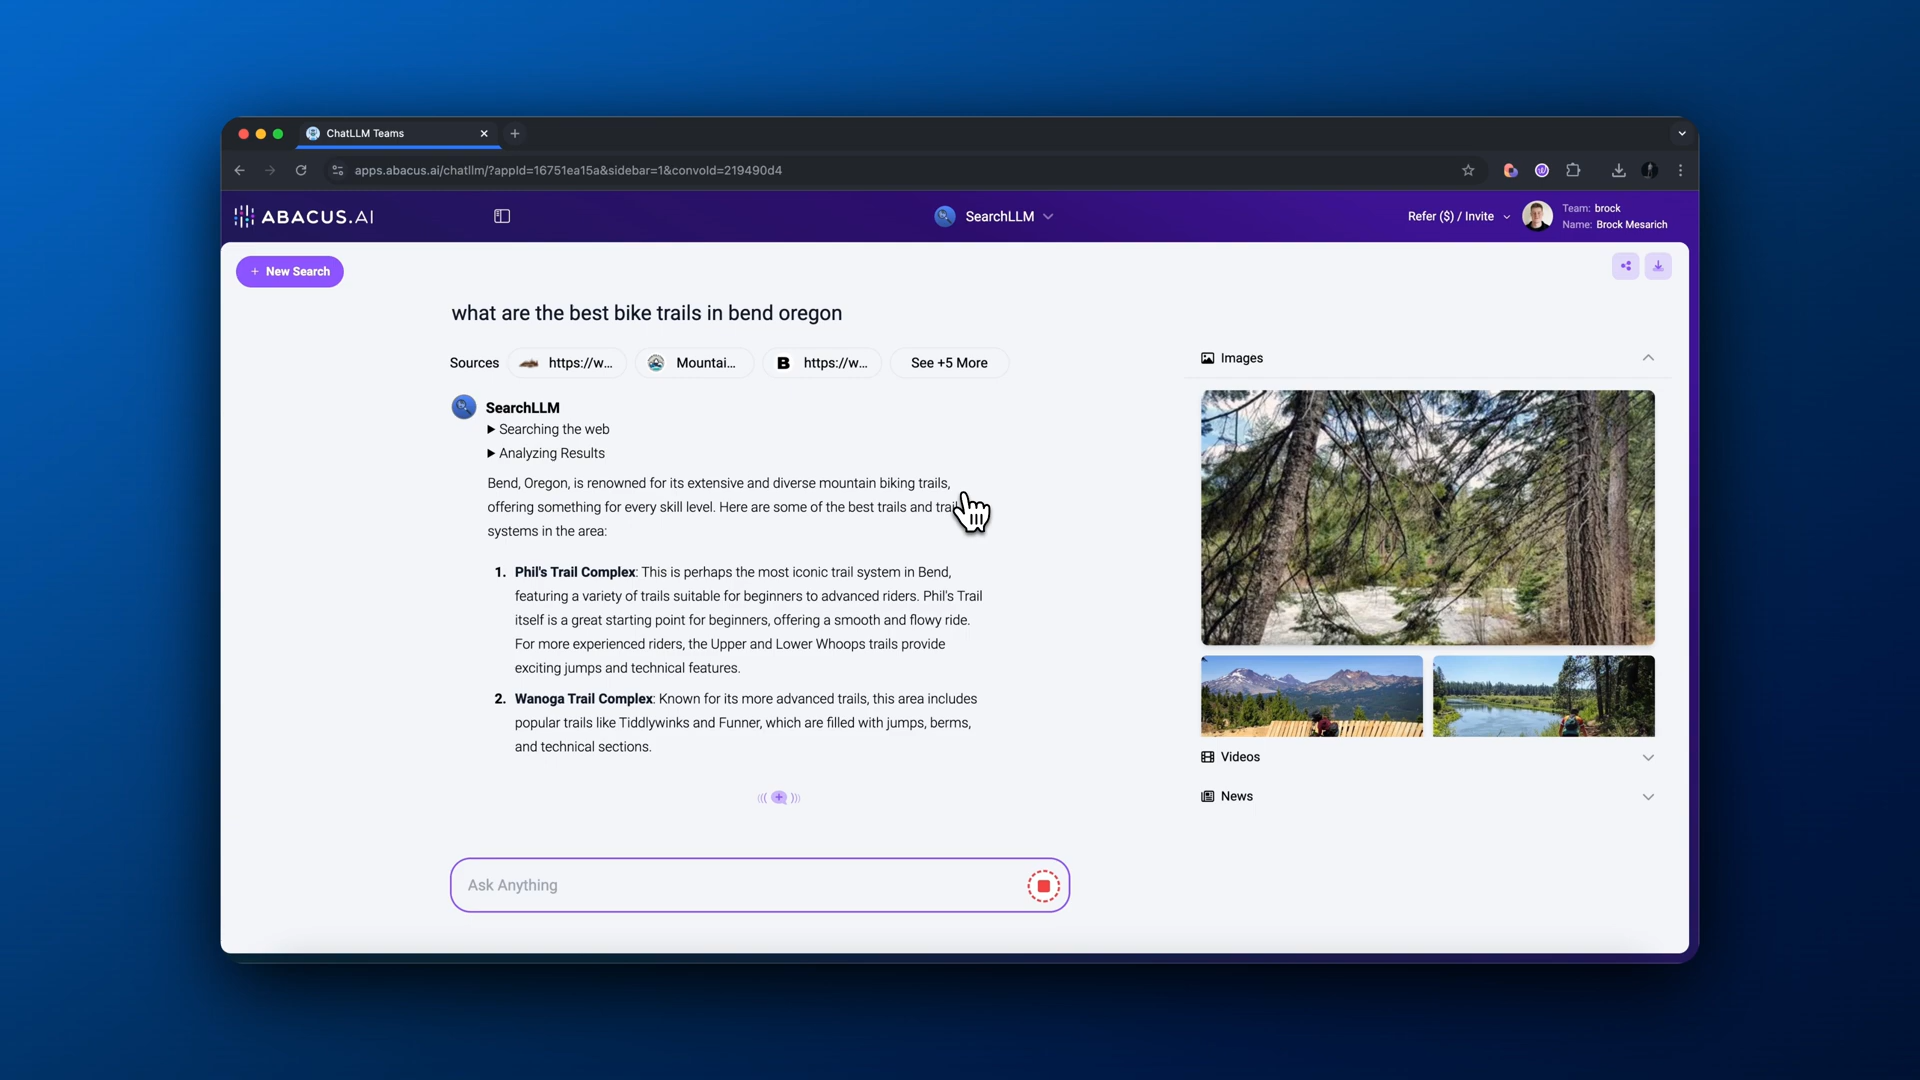 ChatLLM Teams
apps.abacus.ai/chatllm/?appId=16751ea15a&sidebar=1&convoId=219490d4
ABACUS.AI
SearchLLM
Refer ($) / Invite
Team: brock
Name: Brock Mesarich
+ New Search
what are the best bike trails in bend oregon
Sources
https://w...
Mountai...
B
https://w...
See +5 More
SearchLLM
Searching the web
Analyzing Results
Bend, Oregon, is renowned for its extensive and diverse mountain biking trails,
offering something for every skill level. Here are some of the best trails and trail
systems in the area:
1. Phil's Trail Complex: This is perhaps the most iconic trail system in Bend,
featuring a variety of trails suitable for beginners to advanced riders. Phil's Trail
itself is a great starting point for beginners, offering a smooth and flowy ride.
For more experienced riders, the Upper and Lower Whoops trails provide
exciting jumps and technical features.
2. Wanoga Trail Complex: Known for its more advanced trails, this area includes
popular trails like Tiddlywinks and Funner, which are filled with jumps, berms,
and technical sections.
Ask Anything
Images
Videos
News